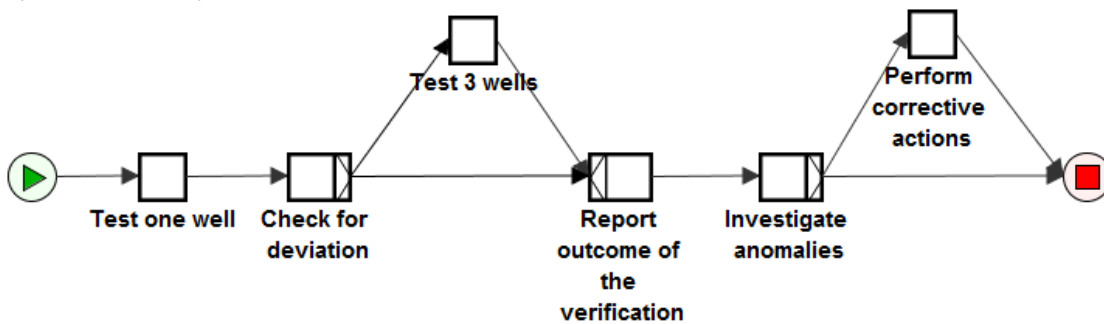 Test 3 wells
Perform
corrective
actions
Test one well
Check for
deviation
Report
outcome of
the
verification
Investigate
anomalies